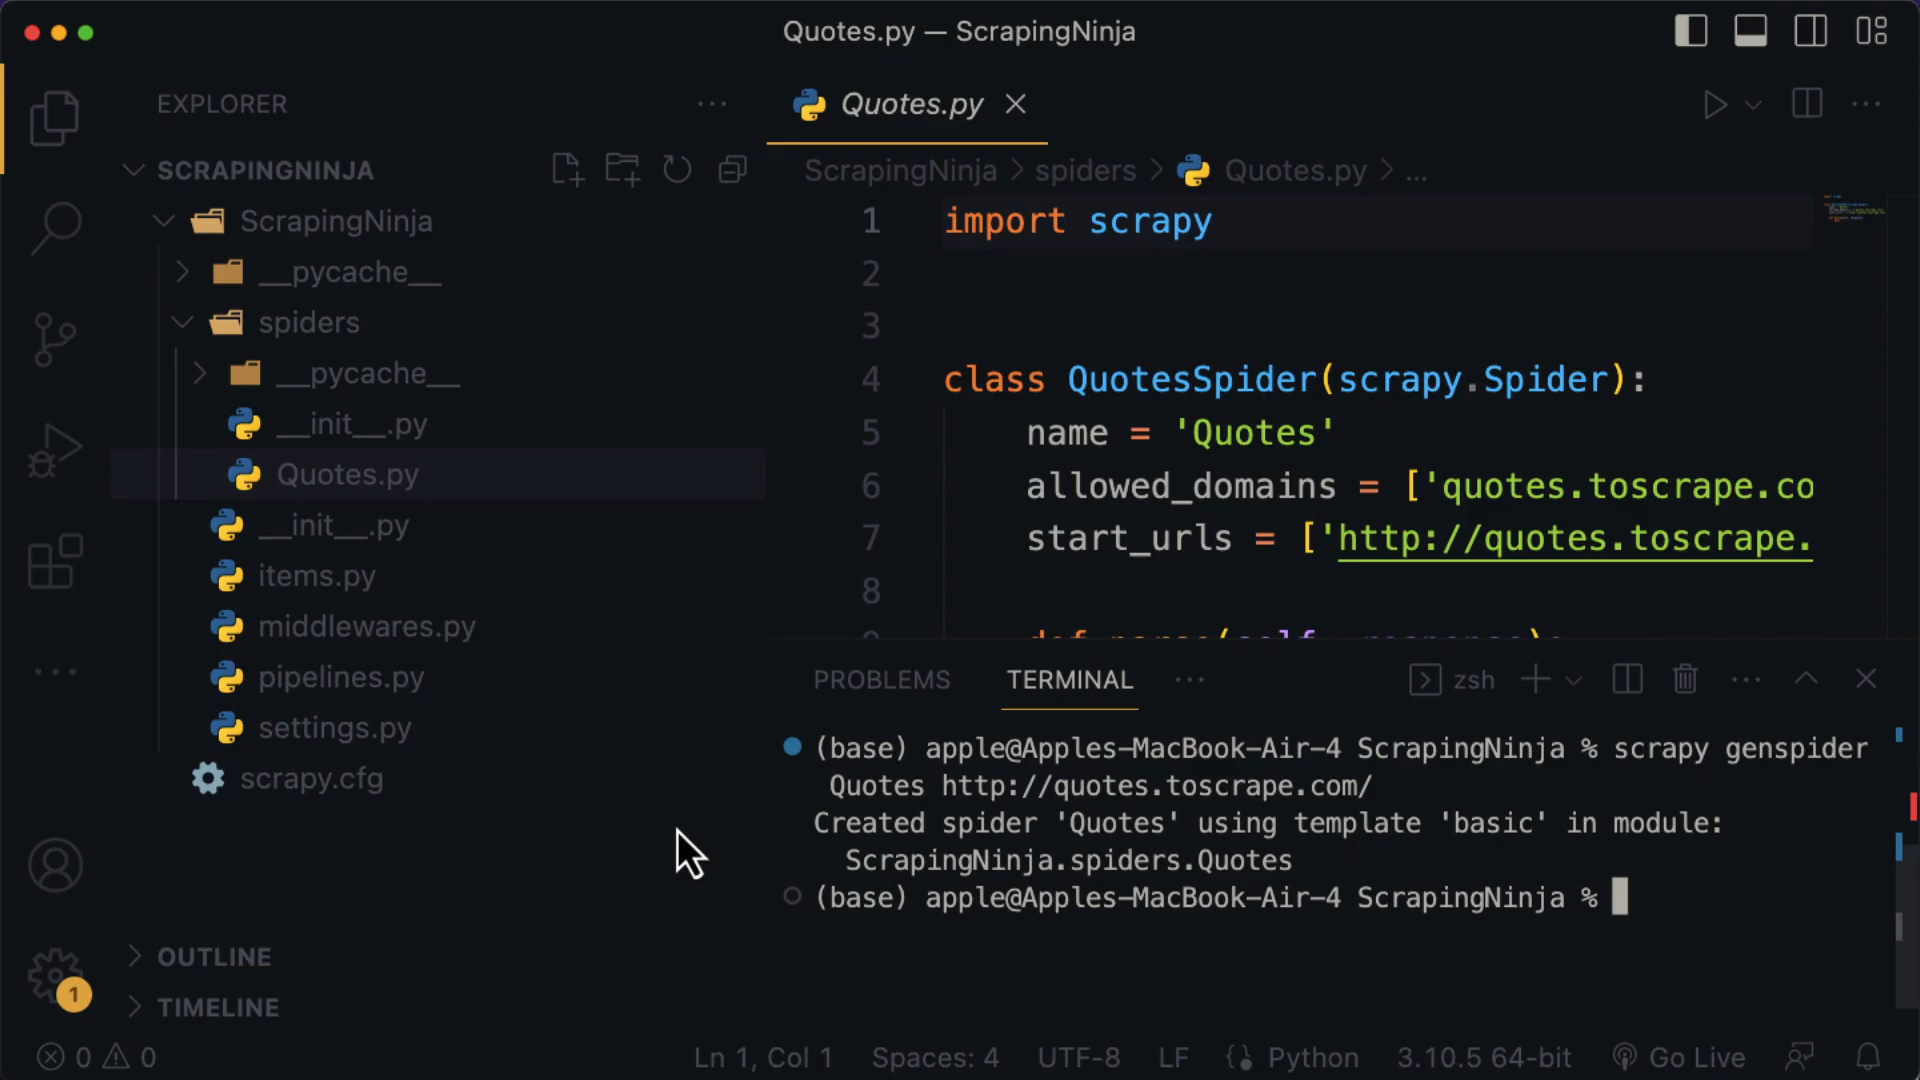 Quotes.py — ScrapingNinja
EXPLORER
SCRAPINGNINJA
ScrapingNinja
__pycache__
spiders
__pycache__
__init__.py
Quotes.py
__init__.py
items.py
middlewares.py
pipelines.py
settings.py
scrapy.cfg
OUTLINE
TIMELINE
1
Quotes.py
ScrapingNinja > spiders > Quotes.py > ...
1 import scrapy
2
3
4 class QuotesSpider(scrapy.Spider):
5 name = 'Quotes'
6 allowed_domains = ['quotes.toscrape.co
7 start_urls = ['http://quotes.toscrape.
8
9 def parse(self, response):
PROBLEMS TERMINAL ... zsh
(base) apple@Apples-MacBook-Air-4 ScrapingNinja % scrapy genspider
Quotes http://quotes.toscrape.com/
Created spider 'Quotes' using template 'basic' in module:
ScrapingNinja.spiders.Quotes
(base) apple@Apples-MacBook-Air-4 ScrapingNinja %
0 0 Ln 1, Col 1 Spaces: 4 UTF-8 LF Python 3.10.5 64-bit Go Live